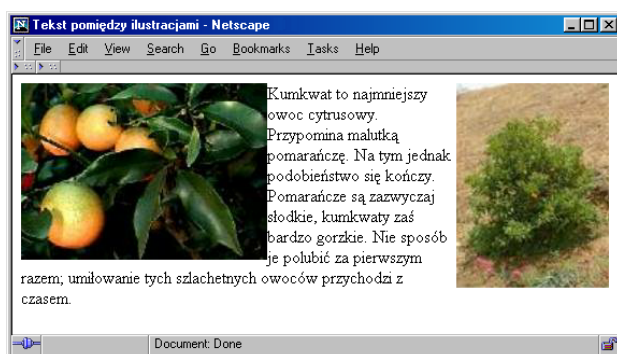 Tekst pomiędzy ilustracjami - Netscape
File Edit View Search Go Bookmarks Tasks Help
Kumkwat to najmniejszy
owoc cytrusowy.
Przypomina malutką
pomarańczę. Na tym jednak
podobieństwo się kończy.
Pomarańcze są zazwyczaj
słodkie, kumkwaty zaś
bardzo gorzkie. Nie sposób
je polubić za pierwszym
razem; umiłowanie tych szlachetnych owoców przychodzi z
czasem.
Document: Done